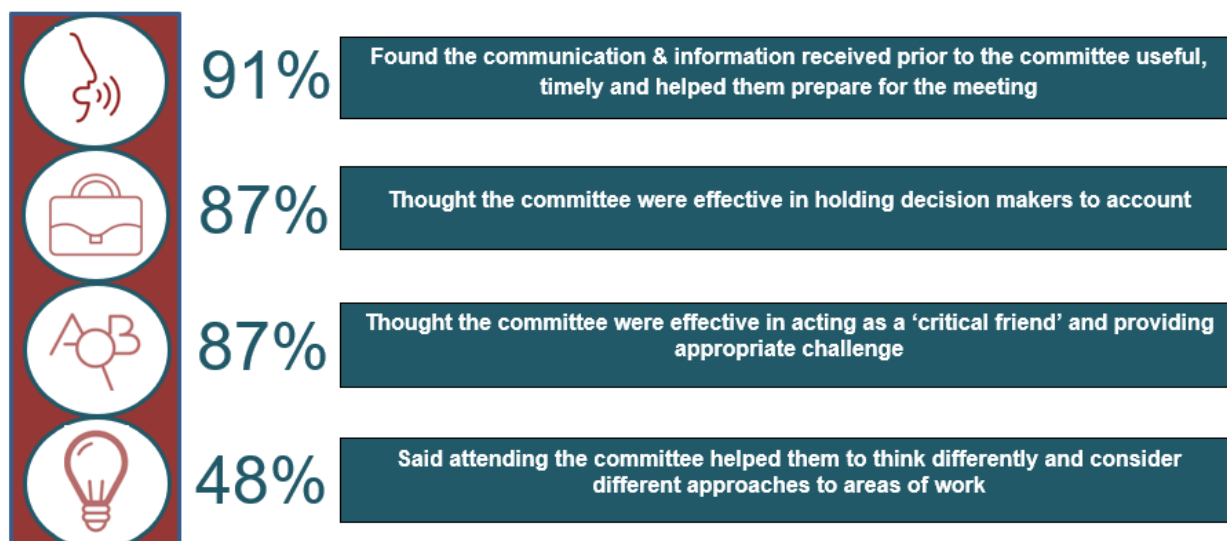 91%
Found the communication & information received prior to the committee useful,
timely and helped them prepare for the meeting
87%
Thought the committee were effective in holding decision makers to account
A B
87%
Thought the committee were effective in acting as a ‘critical friend’ and providing
appropriate challenge
48%
Said attending the committee helped them to think differently and consider
different approaches to areas of work